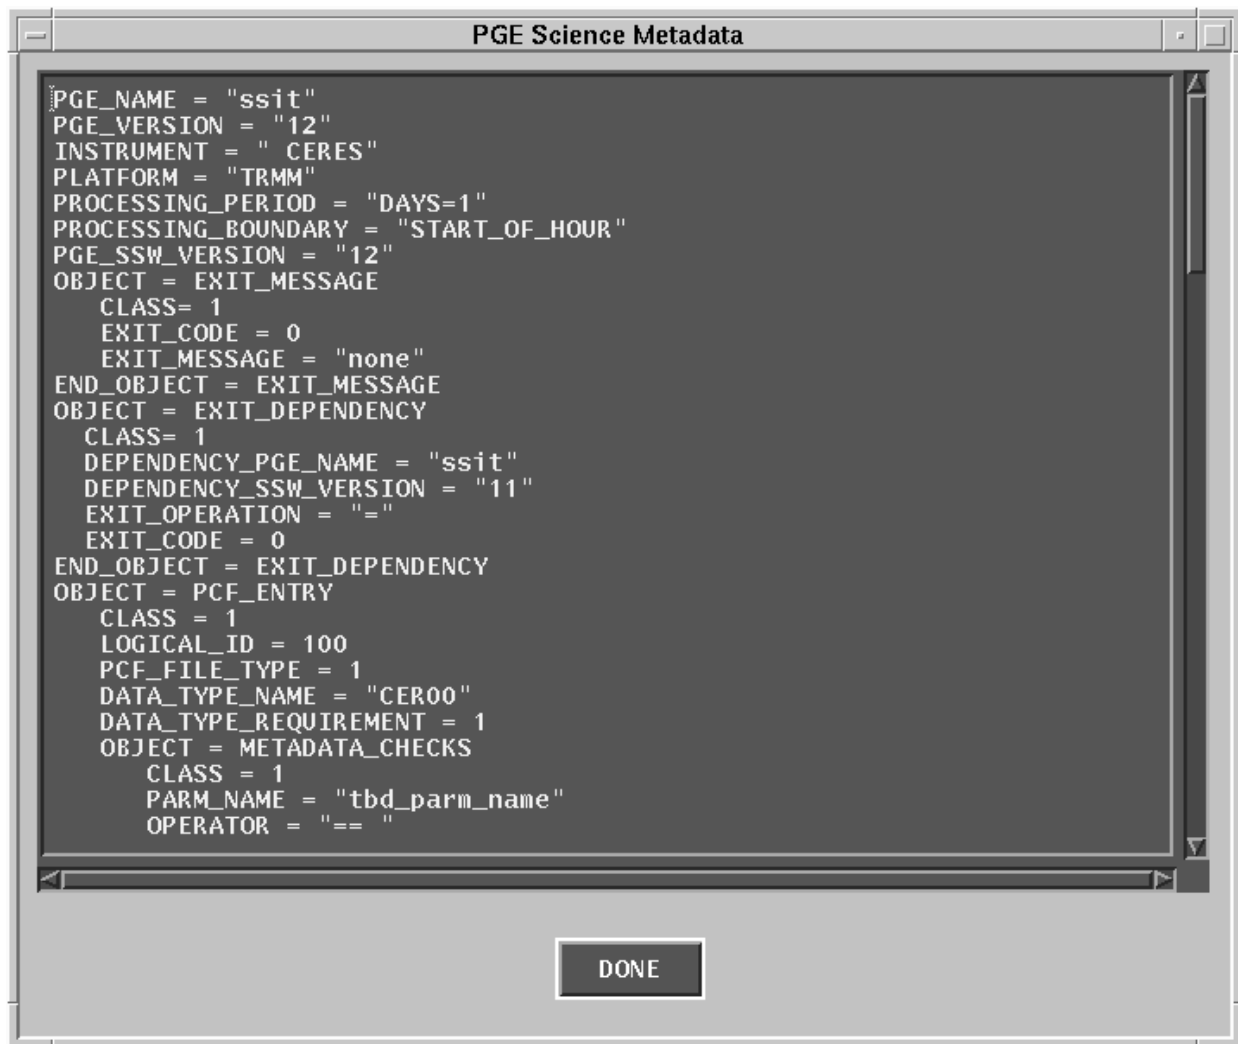 PGE Science Metadata
PGE_NAME = "ssit"
PGE_VERSION = "12"
INSTRUMENT = " CERES"
PLATFORM = "TRMM"
PROCESSING_PERIOD = "DAYS=1"
PROCESSING_BOUNDARY = "START_OF_HOUR"
PGE_SSW_VERSION = "12"
OBJECT = EXIT_MESSAGE
   CLASS= 1
   EXIT_CODE = 0
   EXIT_MESSAGE = "none"
END_OBJECT = EXIT_MESSAGE
OBJECT = EXIT_DEPENDENCY
  CLASS= 1
  DEPENDENCY_PGE_NAME = "ssit"
  DEPENDENCY_SSW_VERSION = "11"
  EXIT_OPERATION = "="
  EXIT_CODE = 0
END_OBJECT = EXIT_DEPENDENCY
OBJECT = PCF_ENTRY
   CLASS = 1
   LOGICAL_ID = 100
   PCF_FILE_TYPE = 1
   DATA_TYPE_NAME = "CER00"
   DATA_TYPE_REQUIREMENT = 1
   OBJECT = METADATA_CHECKS
      CLASS = 1
      PARM_NAME = "tbd_parm_name"
      OPERATOR = "== "
DONE